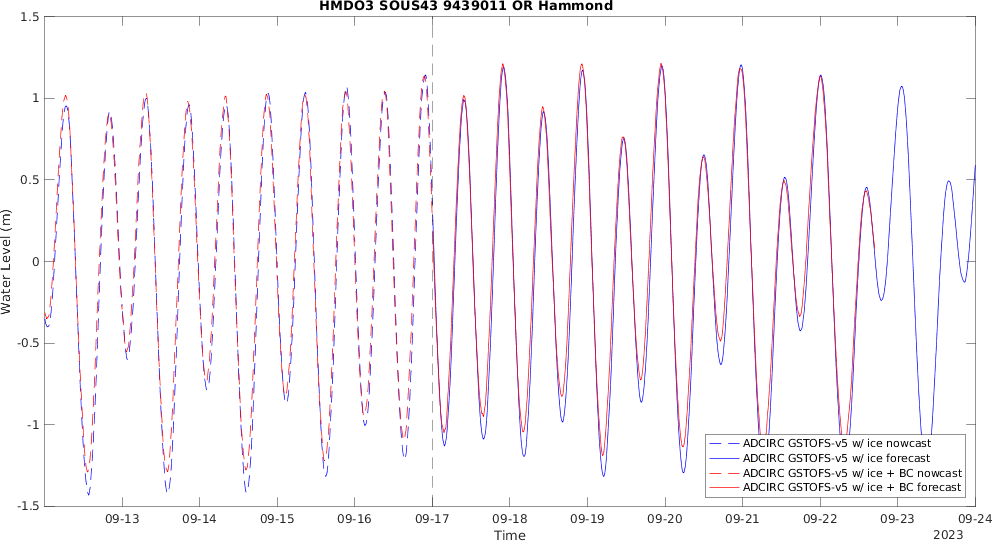 HMDO3 SOUS43 9439011 OR Hammond
1.5
1
0.5
0
-0.5
-1
-1.5
Water Level (m)
09-13
09-14
09-15
09-16
09-17
09-18
09-19
09-20
09-21
09-22
09-23
09-24
Time
2023
ADCIRC GSTOFS-v5 w/ ice nowcast
ADCIRC GSTOFS-v5 w/ ice forecast
ADCIRC GSTOFS-v5 w/ ice + BC nowcast
ADCIRC GSTOFS-v5 w/ ice + BC forecast